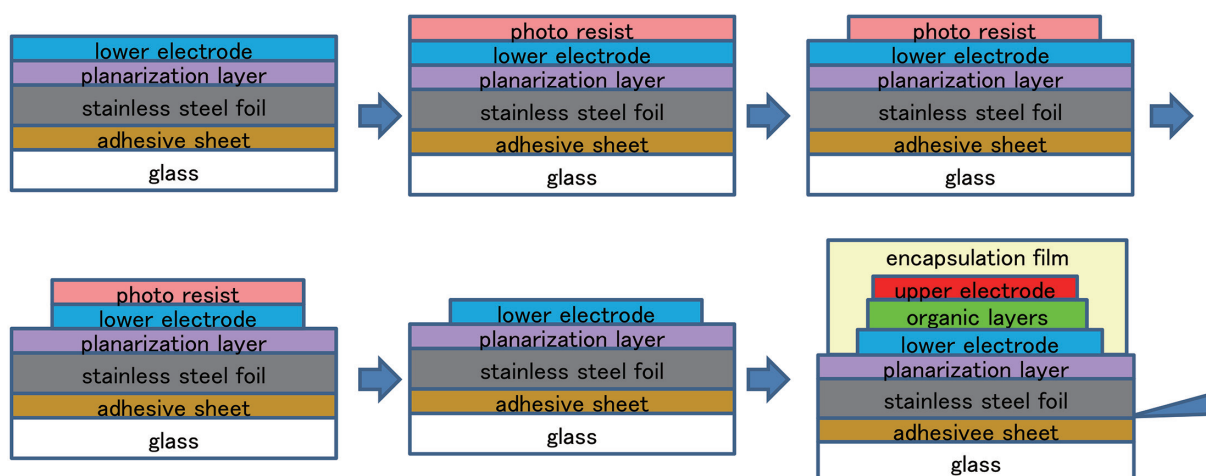 lower electrode
planarization layer
stainless steel foil
adhesive sheet
glass
photo resist
lower electrode
planarization layer
stainless steel foil
adhesive sheet
glass
photo resist
lower electrode
planarization layer
stainless steel foil
adhesive sheet
glass
photo resist
lower electrode
planarization layer
stainless steel foil
adhesive sheet
glass
lower electrode
planarization layer
stainless steel foil
adhesive sheet
glass
encapsulation film
upper electrode
organic layers
lower electrode
planarization layer
stainless steel foil
adhesivee sheet
glass